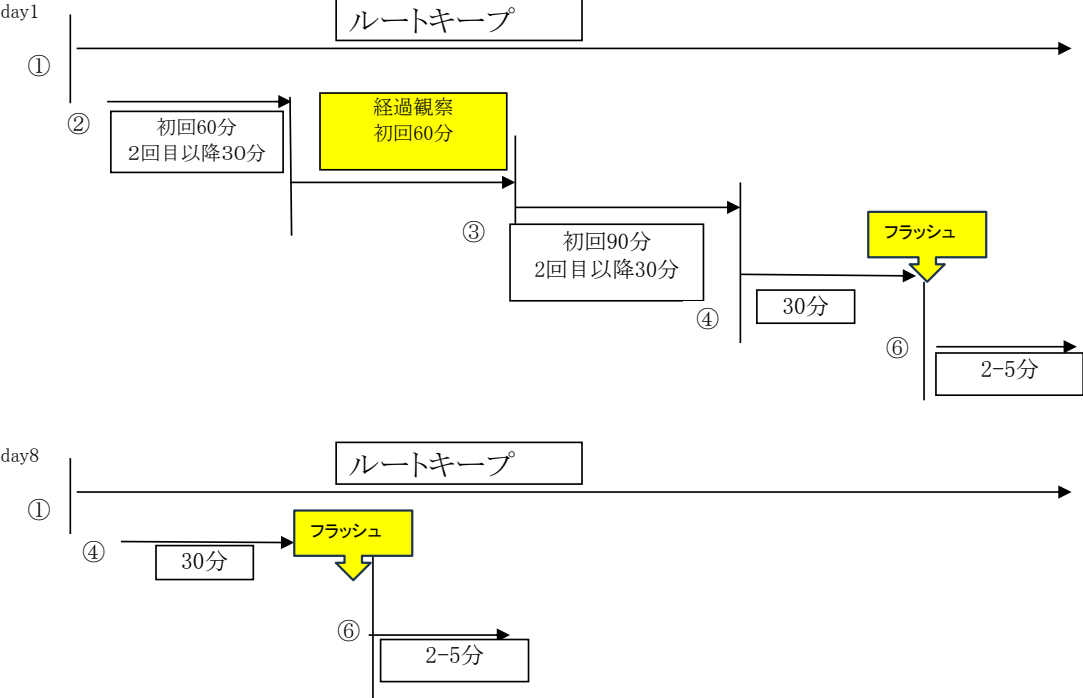 day1
ルートキープ
①
②
初回60分
2回目以降30分
経過観察
初回60分
③
初回90分
2回目以降30分
フラッシュ
④
30分
⑥
2-5分
day8
ルートキープ
①
④
30分
フラッシュ
⑥
2-5分